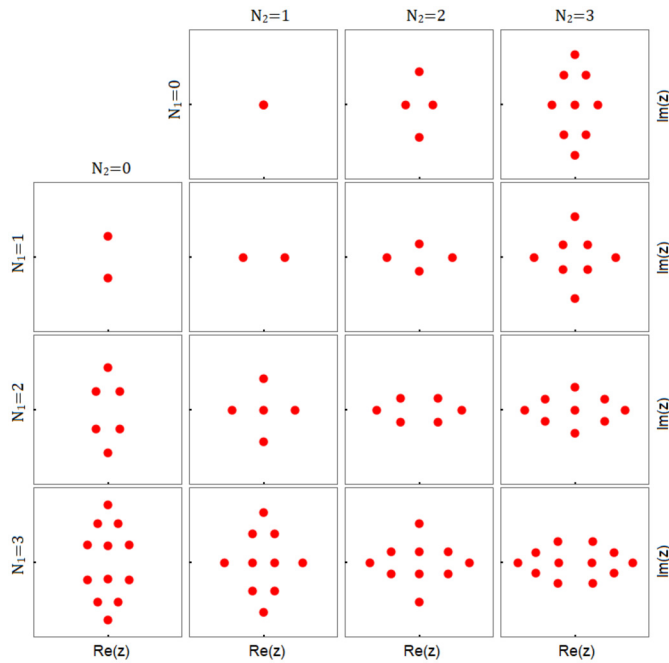 N₂=1 N₂=2 N₂=3
N₁=0 Im(z)
N₂=0
N₁=1 Im(z)
N₁=2 Im(z)
N₁=3 Im(z)
Re(z) Re(z) Re(z) Re(z)